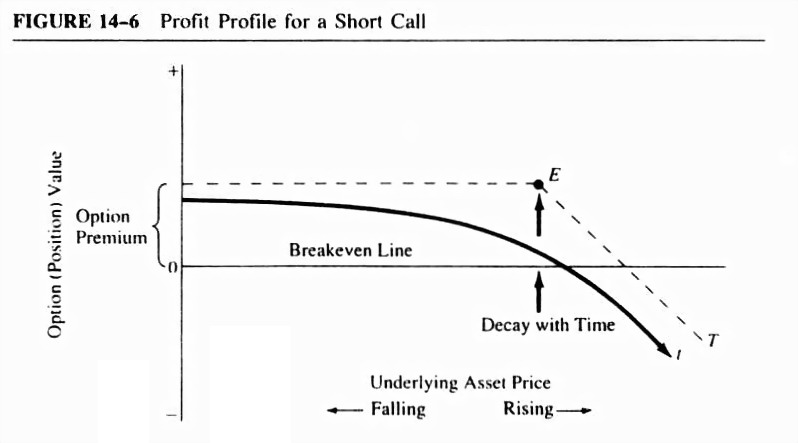 FIGURE 14–6 Profit Profile for a Short Call
+
Option (Position) Value
E
Option
Premium
Breakeven Line
0
Decay with Time
T
t
Underlying Asset Price
← Falling Rising →
−